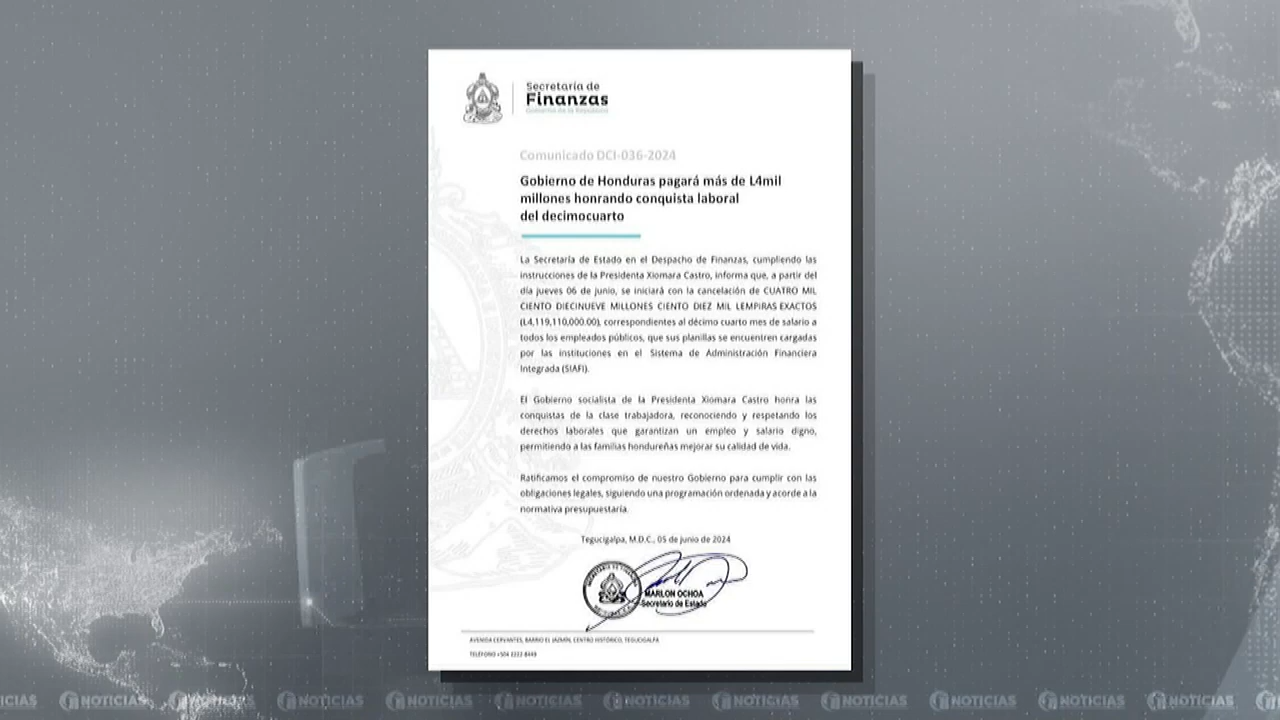 Secretaría de
Finanzas
Gobierno de la República
Comunicado DCI-036-2024
Gobierno de Honduras pagará más de L4mil
millones honrando conquista laboral
del decimocuarto
La Secretaría de Estado en el Despacho de Finanzas, cumpliendo las
instrucciones de la Presidenta Xiomara Castro, informa que, a partir del
día jueves 06 de junio, se iniciará con la cancelación de CUATRO MIL
CIENTO DIECINUEVE MILLONES CIENTO DIEZ MIL LEMPIRAS EXACTOS
(L4,119,110,000.00), correspondientes al décimo cuarto mes de salario a
todos los empleados públicos, que sus planillas se encuentren cargadas
por las instituciones en el Sistema de Administración Financiera
Integrada (SIAFI).
El Gobierno socialista de la Presidenta Xiomara Castro honra las
conquistas de la clase trabajadora, reconociendo y respetando los
derechos laborales que garantizan un empleo y salario digno,
permitiendo a las familias hondureñas mejorar su calidad de vida.
Ratificamos el compromiso de nuestro Gobierno para cumplir con las
obligaciones legales, siguiendo una programación ordenada y acorde a la
normativa presupuestaria.
Tegucigalpa, M.D.C., 05 de junio de 2024
MARLON OCHOA
Secretario de Estado
AVENIDA CERVANTES, BARRIO EL JAZMÍN, CENTRO HISTÓRICO, TEGUCIGALPA
TELÉFONO +504 2222 8449
NOTICIAS NOTICIAS NOTICIAS NOTICIAS NOTICIAS NOTICIAS NOTICIAS NOTICIAS NOTICIAS NOTICIAS NOTICIAS